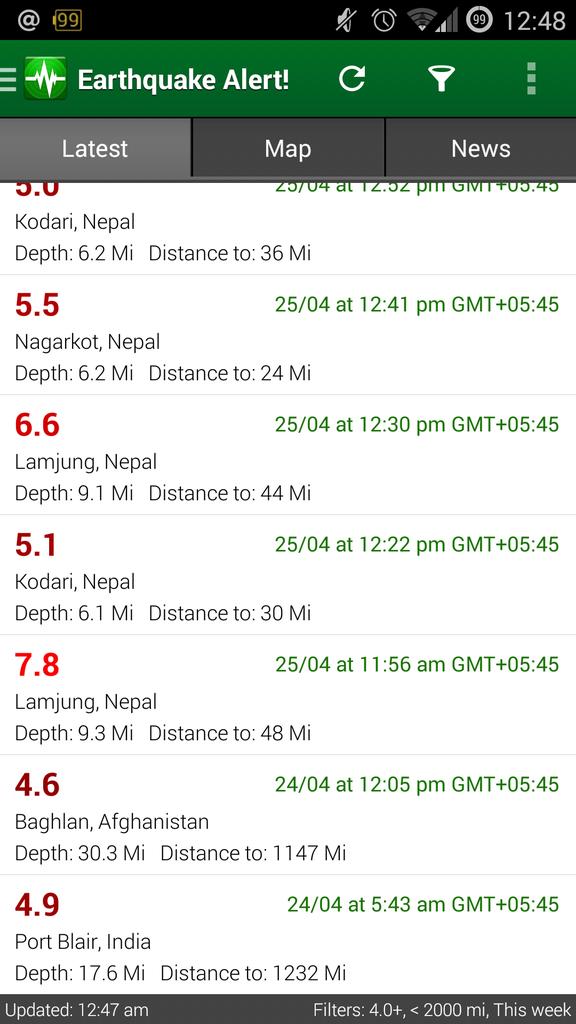 @ 99 99 12:48
Earthquake Alert!
Latest Map News
5.0 25/04 at 12:52 pm GMT+05:45
Kodari, Nepal
Depth: 6.2 Mi Distance to: 36 Mi
5.5 25/04 at 12:41 pm GMT+05:45
Nagarkot, Nepal
Depth: 6.2 Mi Distance to: 24 Mi
6.6 25/04 at 12:30 pm GMT+05:45
Lamjung, Nepal
Depth: 9.1 Mi Distance to: 44 Mi
5.1 25/04 at 12:22 pm GMT+05:45
Kodari, Nepal
Depth: 6.1 Mi Distance to: 30 Mi
7.8 25/04 at 11:56 am GMT+05:45
Lamjung, Nepal
Depth: 9.3 Mi Distance to: 48 Mi
4.6 24/04 at 12:05 pm GMT+05:45
Baghlan, Afghanistan
Depth: 30.3 Mi Distance to: 1147 Mi
4.9 24/04 at 5:43 am GMT+05:45
Port Blair, India
Depth: 17.6 Mi Distance to: 1232 Mi
Updated: 12:47 am Filters: 4.0+, < 2000 mi, This week